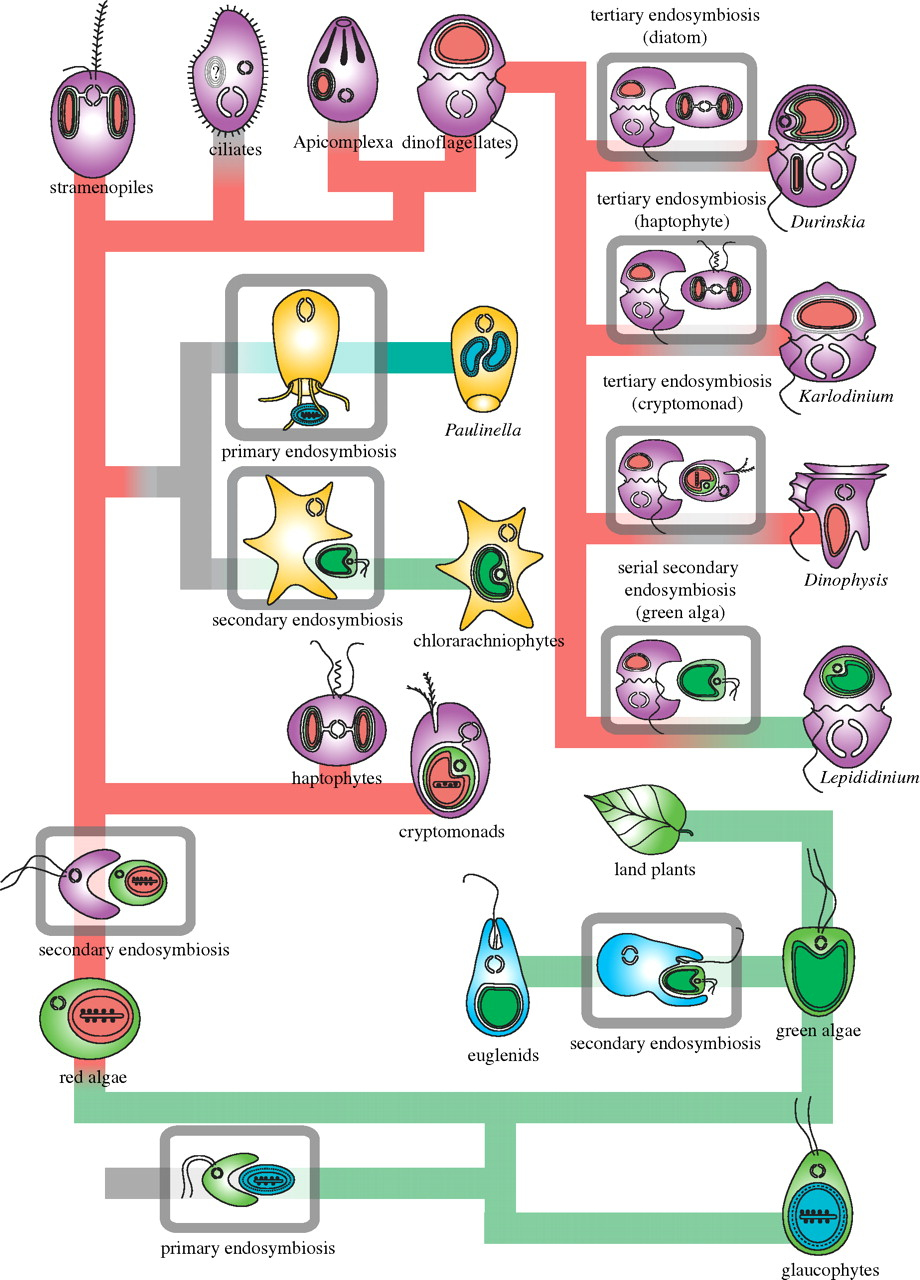 tertiary endosymbiosis
(diatom)
stramenopiles
ciliates
?
Apicomplexa
dinoflagellates
Durinskia
tertiary endosymbiosis
(haptophyte)
Karlodinium
primary endosymbiosis
Paulinella
tertiary endosymbiosis
(cryptomonad)
Dinophysis
secondary endosymbiosis
chlorarachniophytes
serial secondary
endosymbiosis
(green alga)
Lepididinium
haptophytes
cryptomonads
land plants
secondary endosymbiosis
red algae
euglenids
secondary endosymbiosis
green algae
primary endosymbiosis
glaucophytes